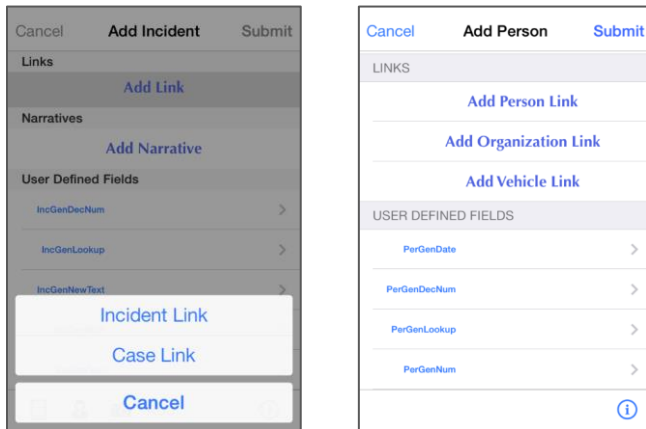 Cancel Add Incident Submit
Links
Add Link
Narratives
Add Narrative
User Defined Fields
IncGenDecNum
IncGenLookup
IncGenNewText
Incident Link
Case Link
Cancel
Cancel Add Person Submit
LINKS
Add Person Link
Add Organization Link
Add Vehicle Link
USER DEFINED FIELDS
PerGenDate
PerGenDecNum
PerGenLookup
PerGenNum